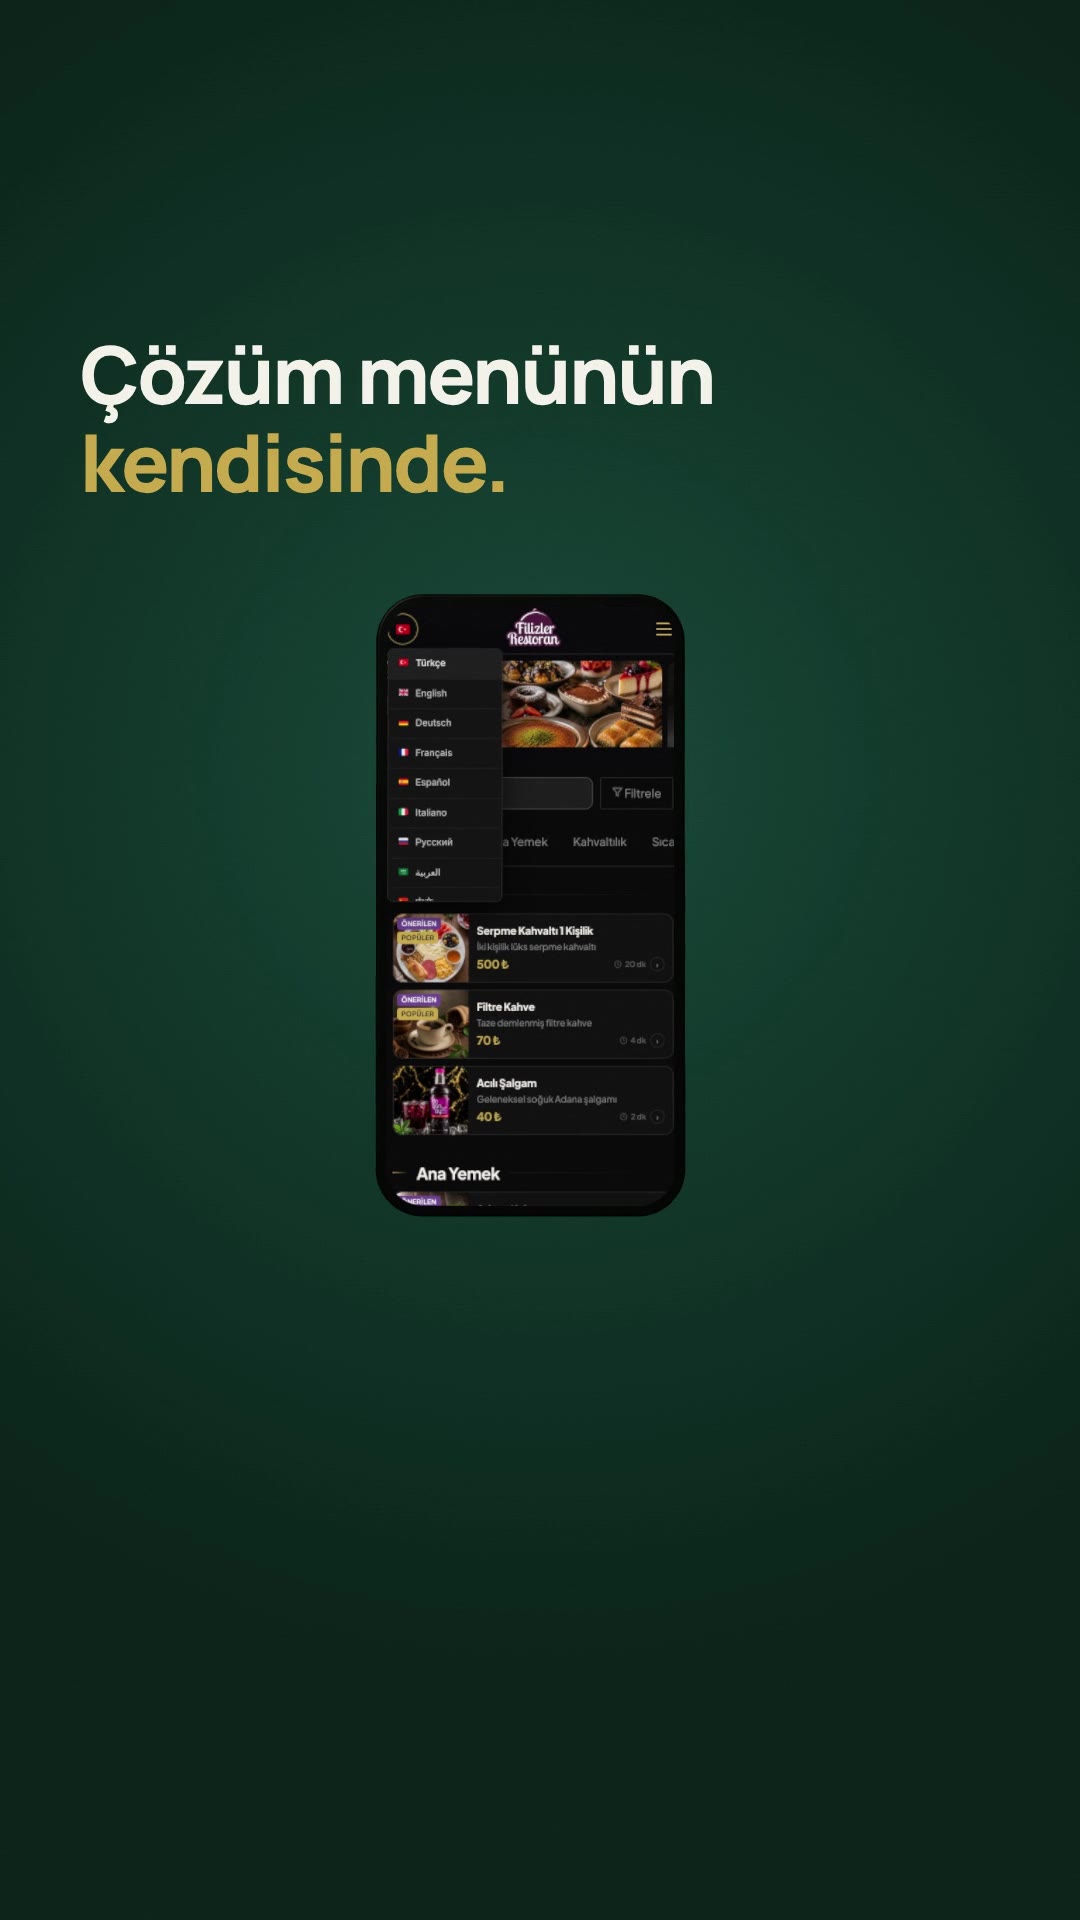 Çözüm menünün
kendisinde.
Filizler
Restoran
Türkçe
English
Deutsch
Français
Español
Italiano
Русский
العربية
Filtrele
Yemek
Kahvaltılık
ÖNERİLEN
POPÜLER
Serpme Kahvaltı 1 Kişilik
İki kişilik lüks serpme kahvaltı
500 ₺
20 dk
ÖNERİLEN
POPÜLER
Filtre Kahve
Taze demlenmiş filtre kahve
70 ₺
4 dk
Acılı Şalgam
Geleneksel soğuk Adana şalgamı
40 ₺
2 dk
Ana Yemek